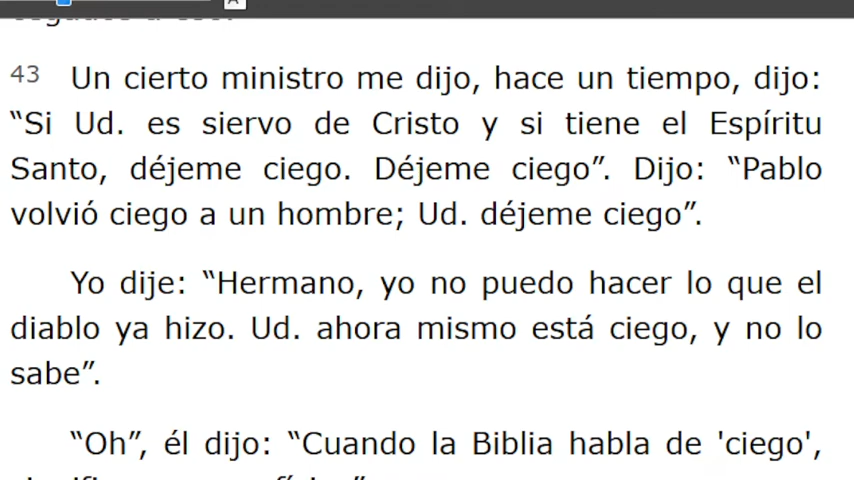 43 Un cierto ministro me dijo, hace un tiempo, dijo:
“Si Ud. es siervo de Cristo y si tiene el Espíritu
Santo, déjeme ciego. Déjeme ciego”. Dijo: “Pablo
volvió ciego a un hombre; Ud. déjeme ciego”.
Yo dije: “Hermano, yo no puedo hacer lo que el
diablo ya hizo. Ud. ahora mismo está ciego, y no lo
sabe”.
“Oh”, él dijo: “Cuando la Biblia habla de 'ciego',